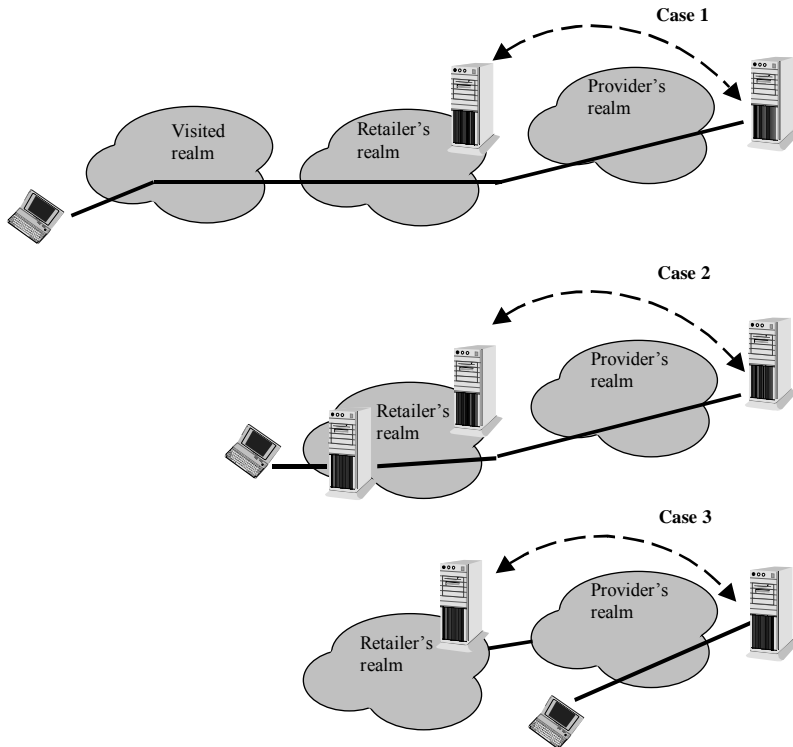 Case 1
Visited
realm
Retailer's
realm
Provider's
realm
Case 2
Retailer's
realm
Provider's
realm
Case 3
Retailer's
realm
Provider's
realm